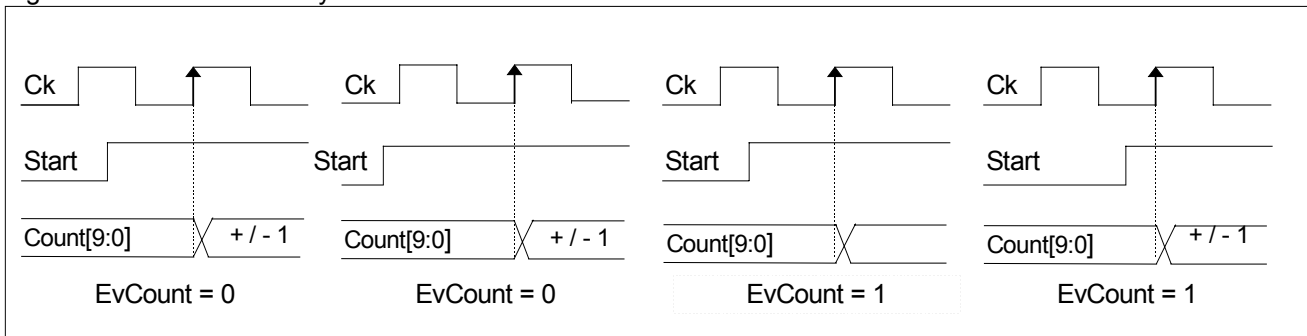 Ck Ck Ck Ck
Start Start Start Start
Count[9:0] + / - 1 Count[9:0] + / - 1 Count[9:0] Count[9:0] + / - 1
EvCount = 0 EvCount = 0 EvCount = 1 EvCount = 1